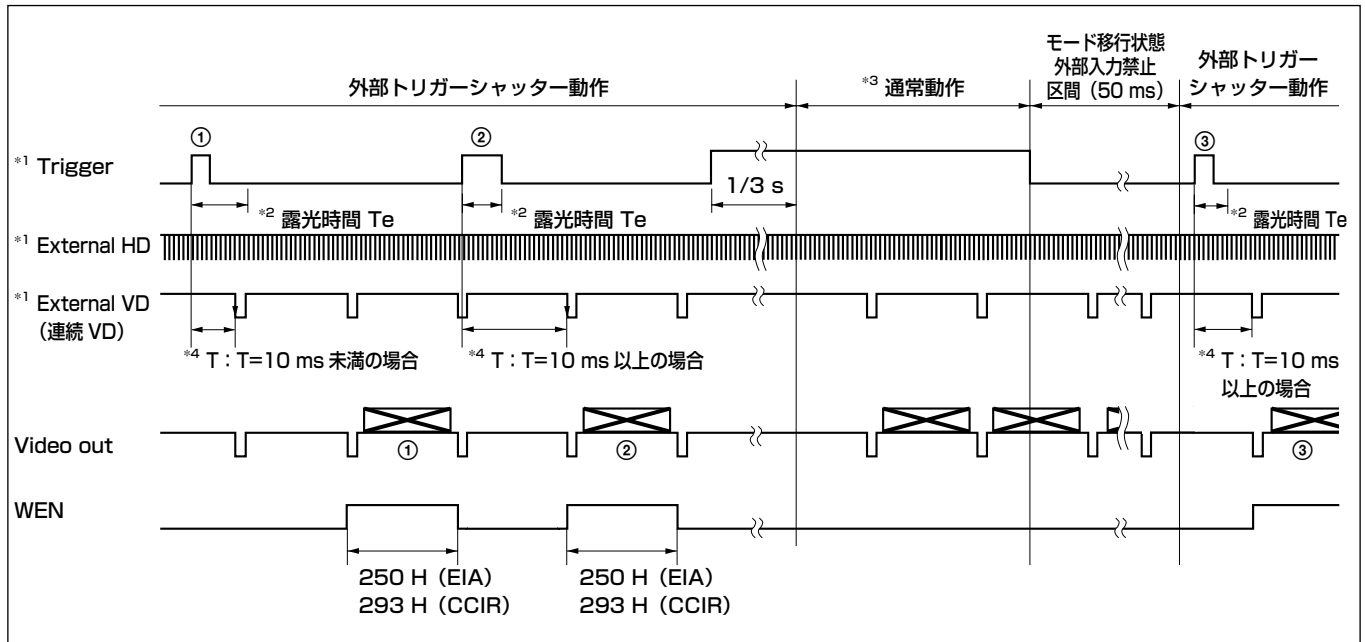 外部トリガーシャッター動作
*3 通常動作
モード移行状態
外部入力禁止
区間（50 ms）
外部トリガー
シャッター動作
① ② ③
*1 Trigger
1/3 s
*2 露光時間 Te
*2 露光時間 Te
*2 露光時間 Te
*1 External HD
*1 External VD
（連続 VD）
*4 T：T=10 ms 未満の場合
*4 T：T=10 ms 以上の場合
*4 T：T=10 ms
以上の場合
Video out
① ② ③
WEN
250 H（EIA）
293 H（CCIR）
250 H（EIA）
293 H（CCIR）